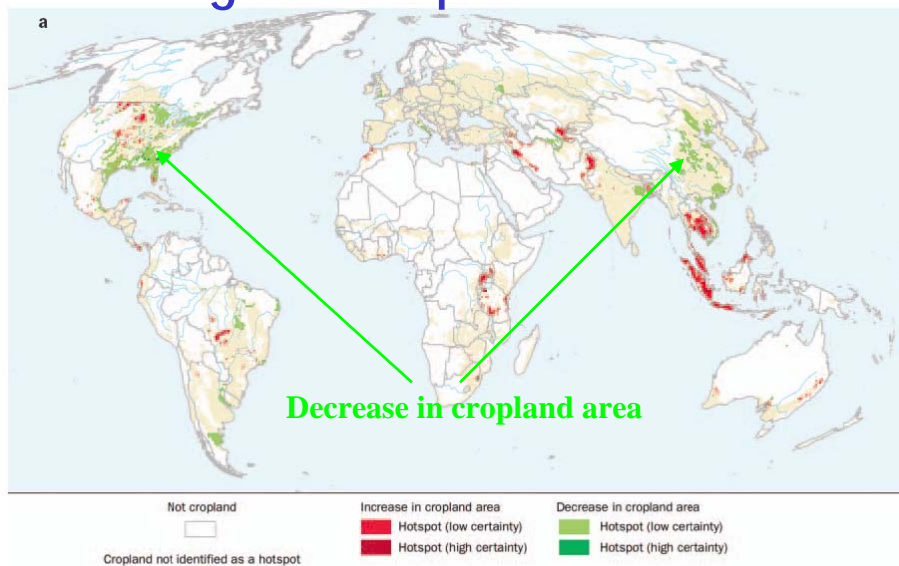 a
Decrease in cropland area
Not cropland
Cropland not identified as a hotspot
Increase in cropland area
Hotspot (low certainty)
Hotspot (high certainty)
Decrease in cropland area
Hotspot (low certainty)
Hotspot (high certainty)